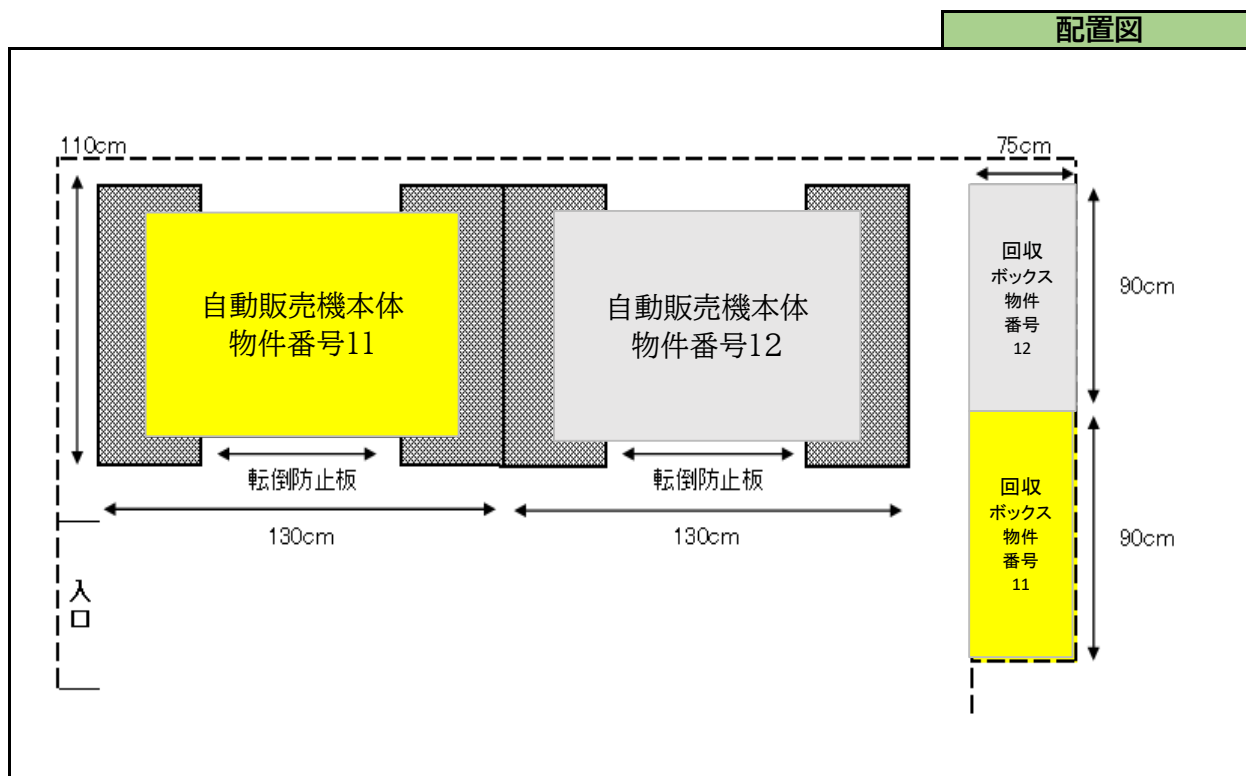 配置図
110cm
75cm
自動販売機本体
物件番号11
自動販売機本体
物件番号12
回収
ボックス
物件
番号
12
90cm
転倒防止板
転倒防止板
130cm
130cm
回収
ボックス
物件
番号
11
90cm
入
口